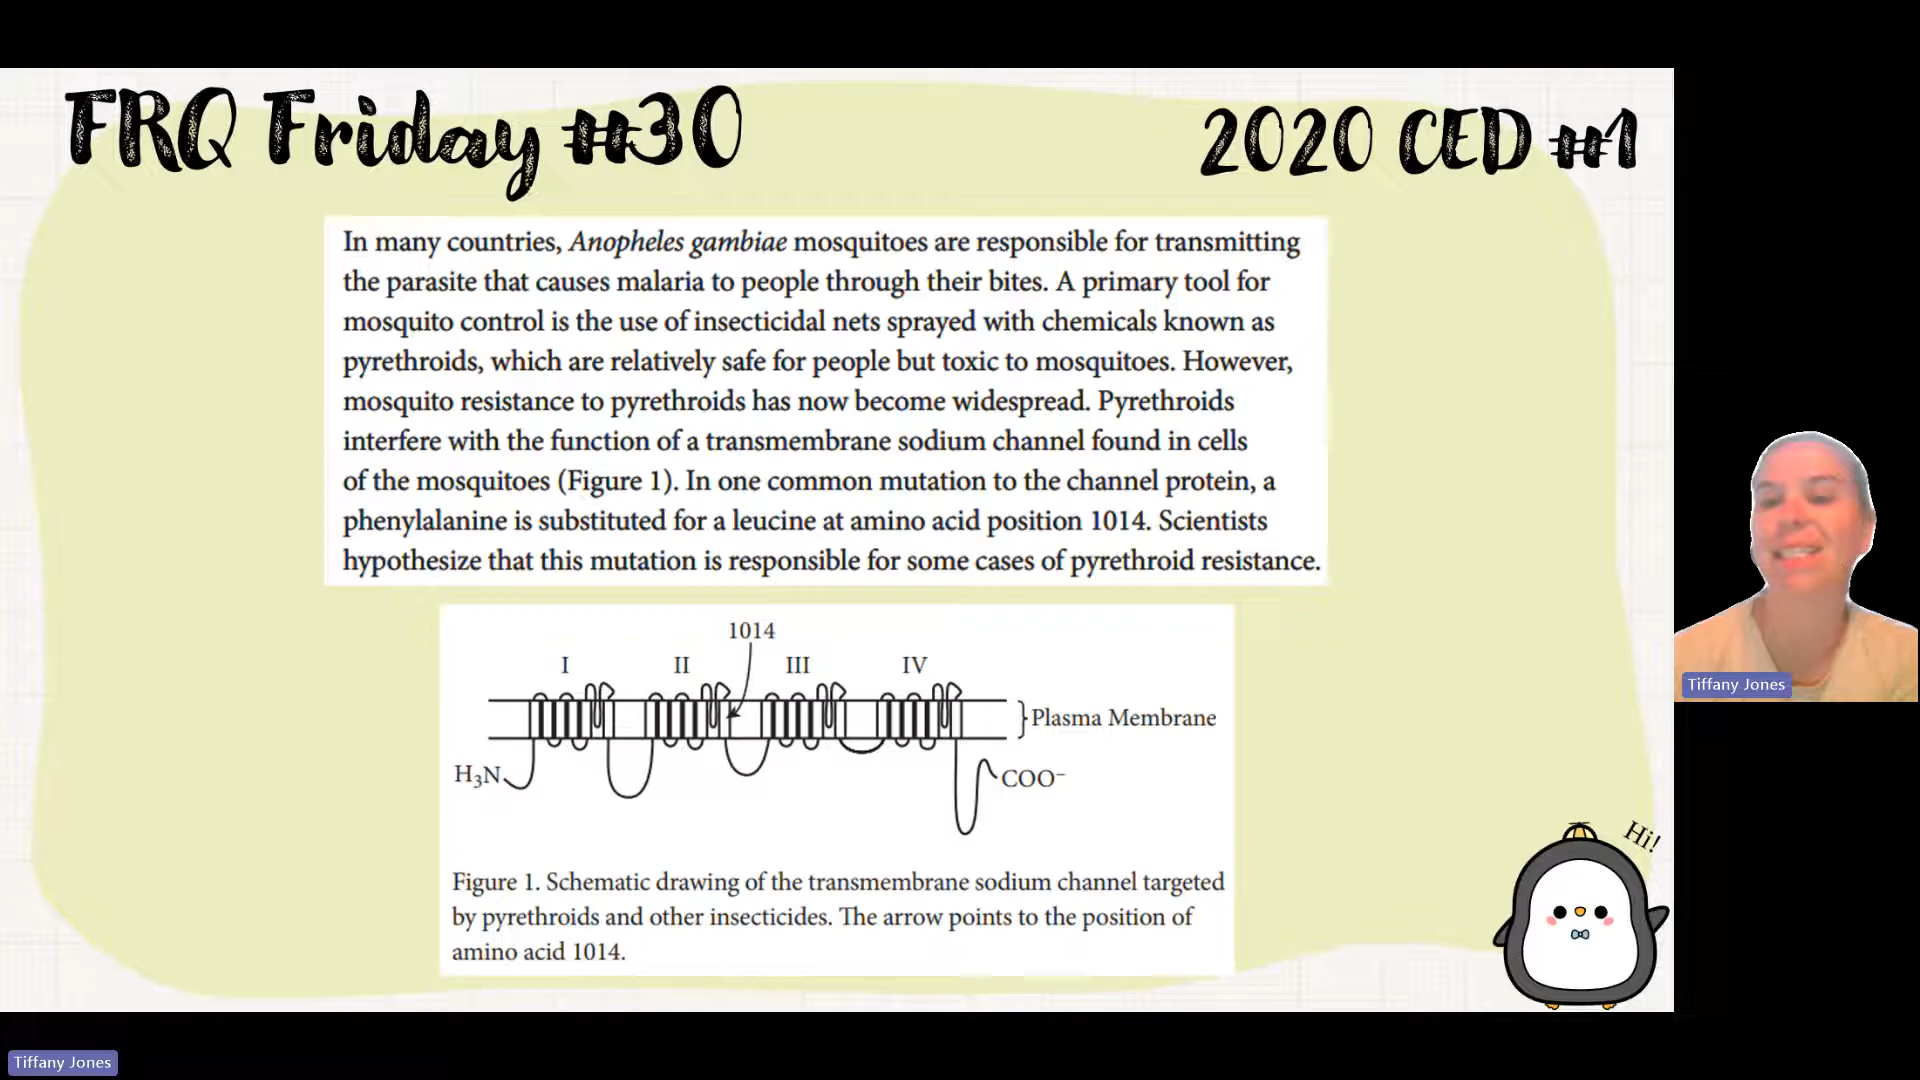 FRQ Friday #30
2020 CED #1
In many countries, Anopheles gambiae mosquitoes are responsible for transmitting
the parasite that causes malaria to people through their bites. A primary tool for
mosquito control is the use of insecticidal nets sprayed with chemicals known as
pyrethroids, which are relatively safe for people but toxic to mosquitoes. However,
mosquito resistance to pyrethroids has now become widespread. Pyrethroids
interfere with the function of a transmembrane sodium channel found in cells
of the mosquitoes (Figure 1). In one common mutation to the channel protein, a
phenylalanine is substituted for a leucine at amino acid position 1014. Scientists
hypothesize that this mutation is responsible for some cases of pyrethroid resistance.
1014
I II III IV
Plasma Membrane
H₃N
COO⁻
Figure 1. Schematic drawing of the transmembrane sodium channel targeted
by pyrethroids and other insecticides. The arrow points to the position of
amino acid 1014.
Hi!
Tiffany Jones
Tiffany Jones